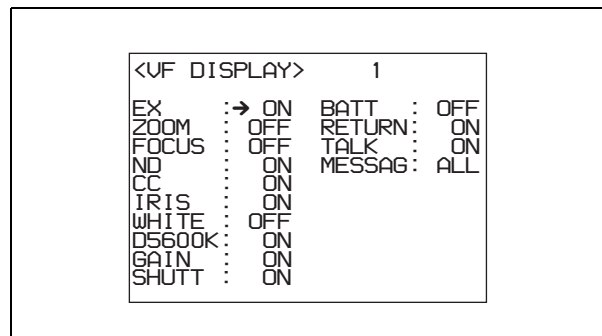 <VF DISPLAY> 1
EX :→ ON BATT : OFF
ZOOM : OFF RETURN: ON
FOCUS : OFF TALK : ON
ND : ON MESSAG: ALL
CC : ON
IRIS : ON
WHITE : OFF
D5600K: ON
GAIN : ON
SHUTT : ON